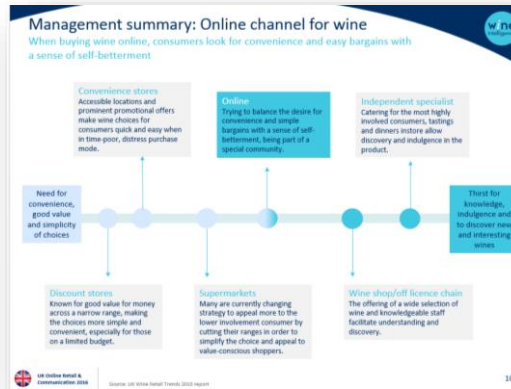 Management summary: Online channel for wine
wine
intelligence
When buying wine online, consumers look for convenience and easy bargains with
a sense of self-betterment
Convenience stores
Accessible locations and
prominent promotional offers
make wine choices for
consumers quick and easy when
in time-poor, distress purchase
mode.
Online
Trying to balance the desire for
convenience and simple
bargains with a sense of self-
betterment, being part of a
special community.
Independent specialist
Catering for the most highly
involved consumers, tastings
and dinners instore allow
discovery and indulgence in the
product.
Need for
convenience,
good value
and simplicity
of choices
Thirst for
knowledge,
indulgence and
to discover new
and interesting
wines
Discount stores
Known for good value for money
across a narrow range, making
the choices more simple and
convenient, especially for those
on a limited budget.
Supermarkets
Many are currently changing
strategy to appeal more to the
lower involvement consumer by
cutting their ranges in order to
simplify the choice and appeal to
value-conscious shoppers.
Wine shop/off licence chain
The offering of a wide selection of
wine and knowledgeable staff
facilitate understanding and
discovery.
UK Online Retail &
Communication 2016
Source: UK Wine Retail Trends 2015 report